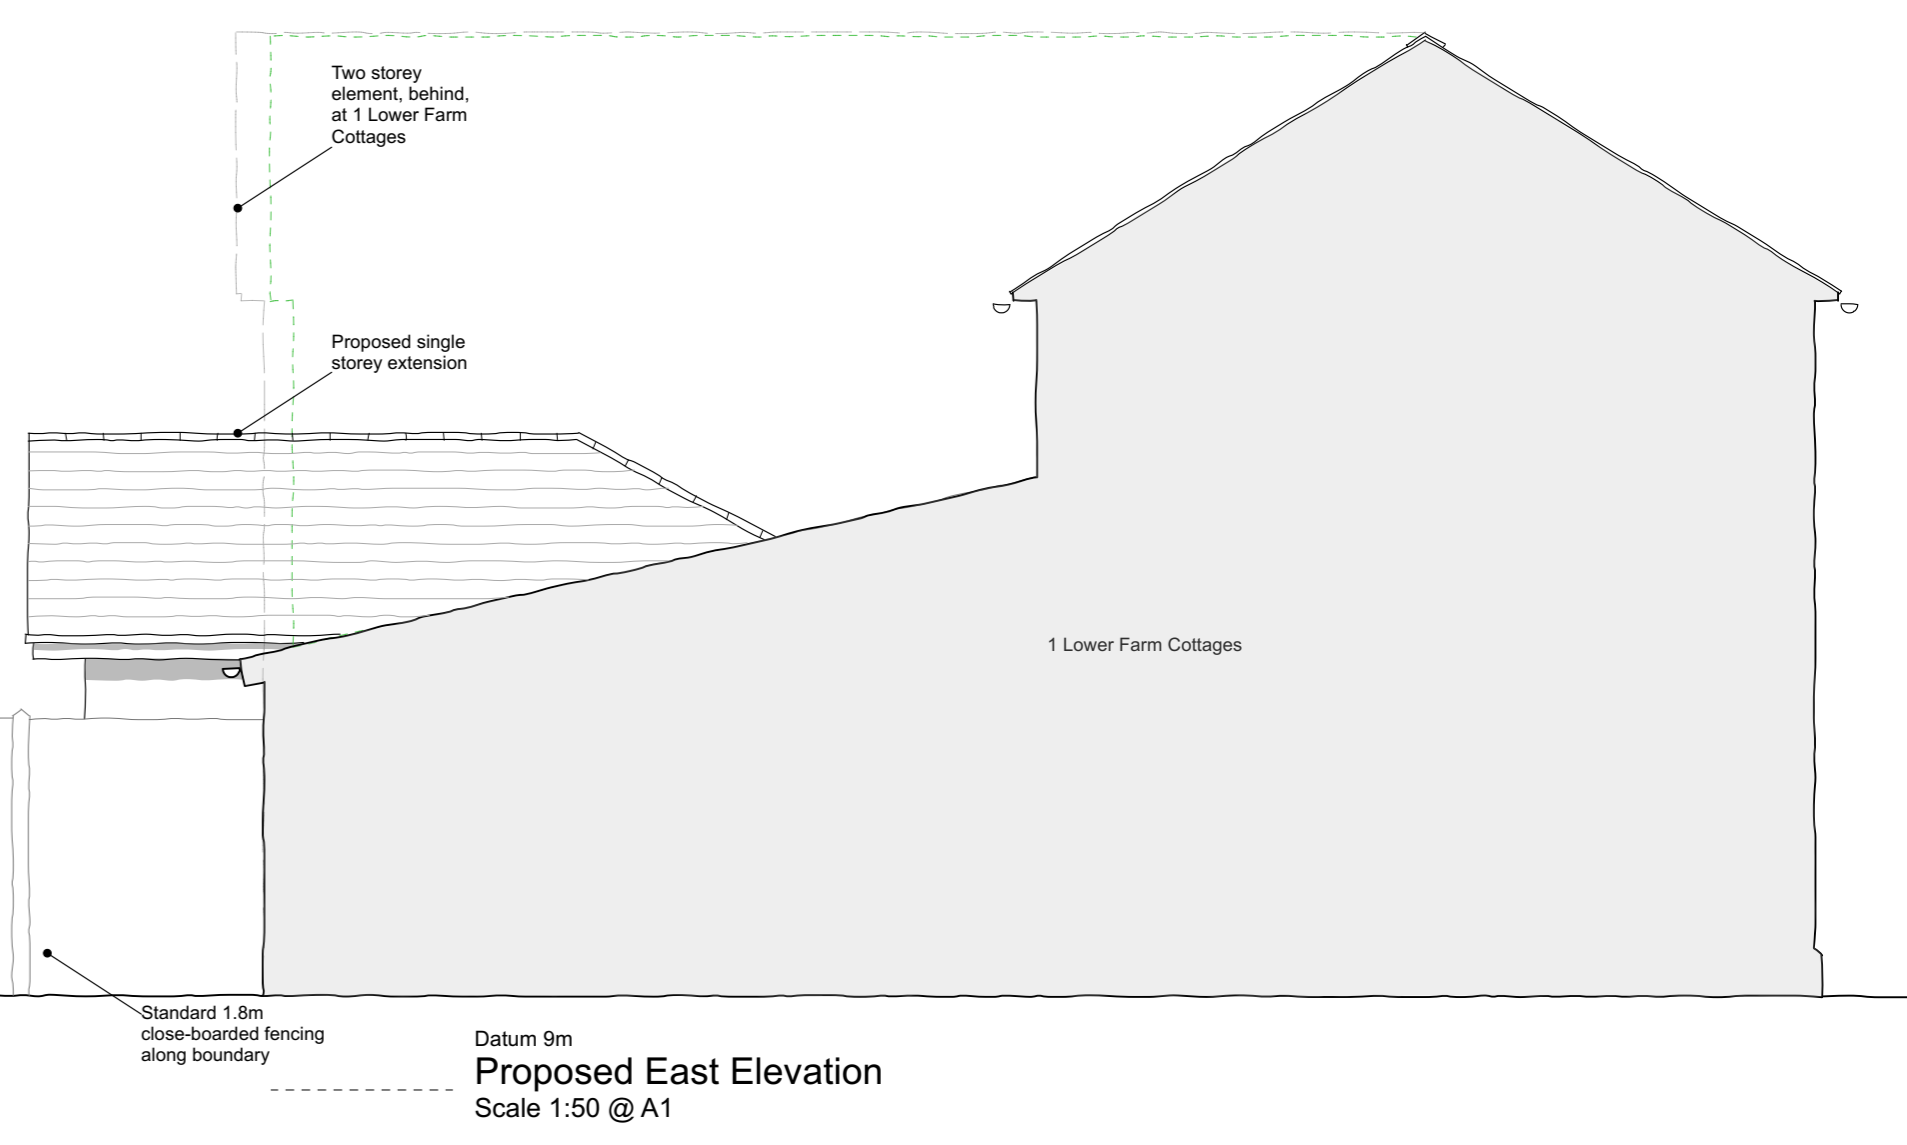 Two storey
element, behind,
at 1 Lower Farm
Cottages
Proposed single
storey extension
1 Lower Farm Cottages
Standard 1.8m
close-boarded fencing
along boundary
Datum 9m
Proposed East Elevation
Scale 1:50 @ A1